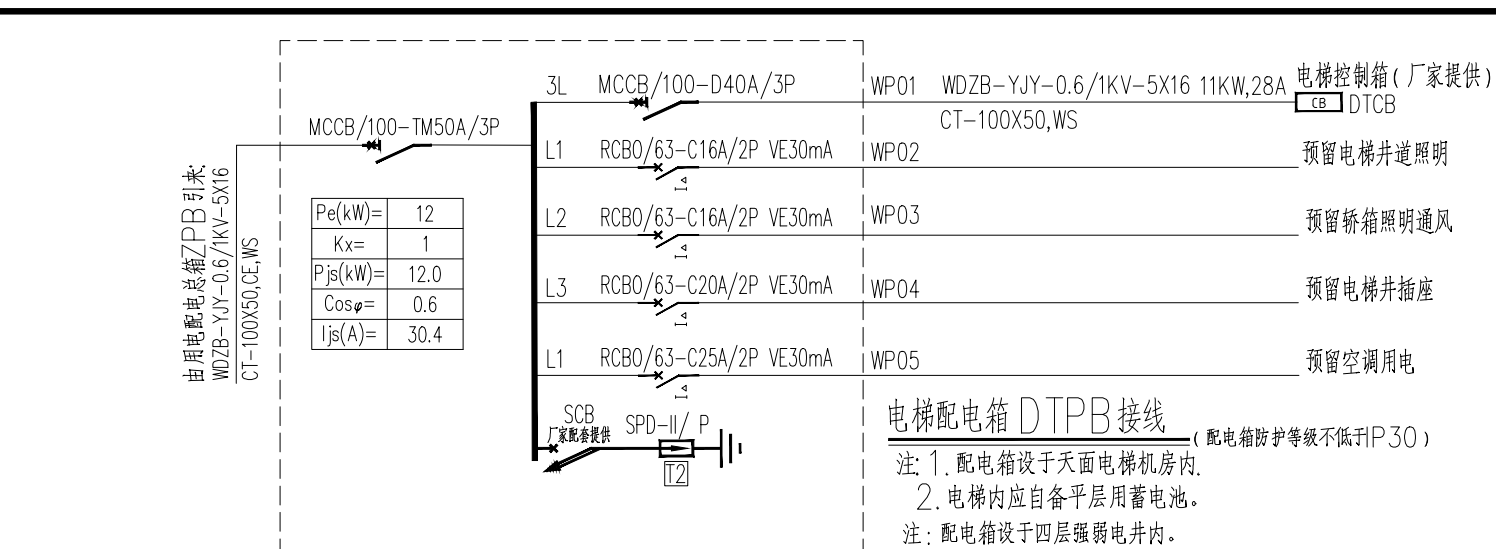 由用电配电总箱ZPB引来:
WDZB-YJY-0.6/1KV-5X16
CT-100X50,CE,WS
MCCB/100-TM50A/3P
Pe(kW)= 12
Kx= 1
Pjs(kW)= 12.0
Cosφ= 0.6
Ijs(A)= 30.4
3L MCCB/100-D40A/3P WP01 WDZB-YJY-0.6/1KV-5X16 11KW,28A 电梯控制箱(厂家提供)
CT-100X50,WS CB DTCB
L1 RCBO/63-C16A/2P VE30mA WP02 预留电梯井道照明
I
L2 RCBO/63-C16A/2P VE30mA WP03 预留轿箱照明通风
I
L3 RCBO/63-C20A/2P VE30mA WP04 预留电梯井插座
I
L1 RCBO/63-C25A/2P VE30mA WP05 预留空调用电
I
SCB
厂家配套提供
SPD-II/ P
T2
电梯配电箱DTPB接线 (配电箱防护等级不低于IP30)
注:1.配电箱设于天面电梯机房内.
2.电梯内应自备平层用蓄电池。
注:配电箱设于四层强弱电井内。